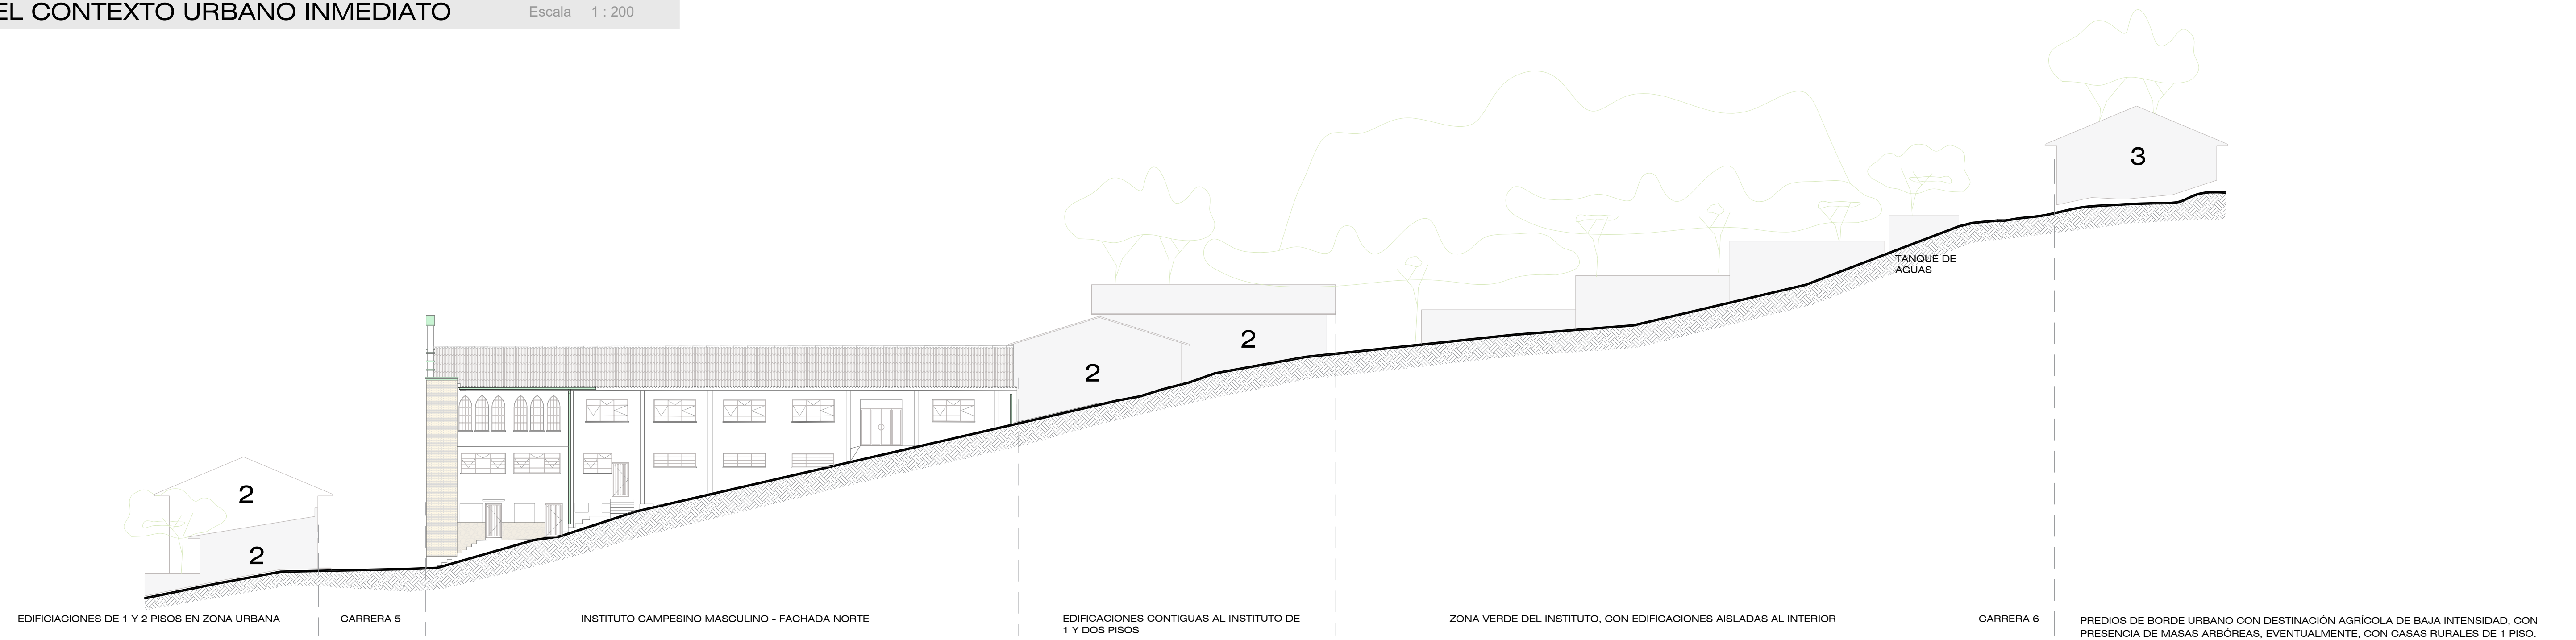 EL CONTEXTO URBANO INMEDIATO
Escala 1 : 200
3
2
2
2
2
TANQUE DE
AGUAS
EDIFICIACIONES DE 1 Y 2 PISOS EN ZONA URBANA
CARRERA 5
INSTITUTO CAMPESINO MASCULINO - FACHADA NORTE
EDIFICACIONES CONTIGUAS AL INSTITUTO DE
1 Y DOS PISOS
ZONA VERDE DEL INSTITUTO, CON EDIFICACIONES AISLADAS AL INTERIOR
CARRERA 6
PREDIOS DE BORDE URBANO CON DESTINACIÓN AGRÍCOLA DE BAJA INTENSIDAD, CON
PRESENCIA DE MASAS ARBÓREAS, EVENTUALMENTE, CON CASAS RURALES DE 1 PISO.